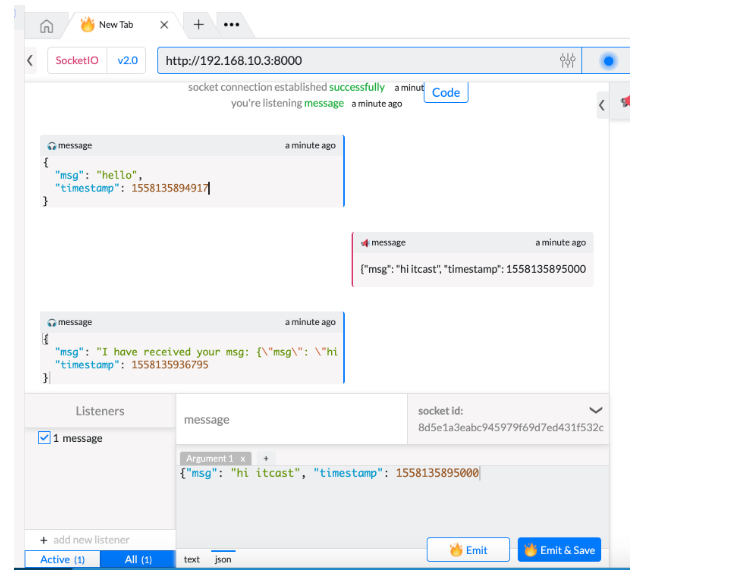 New Tab
SocketIO v2.0 http://192.168.10.3:8000
socket connection established successfully a minut
Code
you're listening message a minute ago
message a minute ago
{
"msg": "hello",
"timestamp": 1558135894917
}
message a minute ago
{"msg": "hi itcast", "timestamp": 1558135895000
message a minute ago
{
"msg": "I have received your msg: {\"msg\": \"hi
"timestamp": 1558135936795
}
Listeners
message
socket id:
8d5e1a3eabc945979f69d7ed431f532c
1 message
Argument 1 x +
{"msg": "hi itcast", "timestamp": 1558135895000
+ add new listener
Emit
Emit & Save
Active (1) All (1) text json